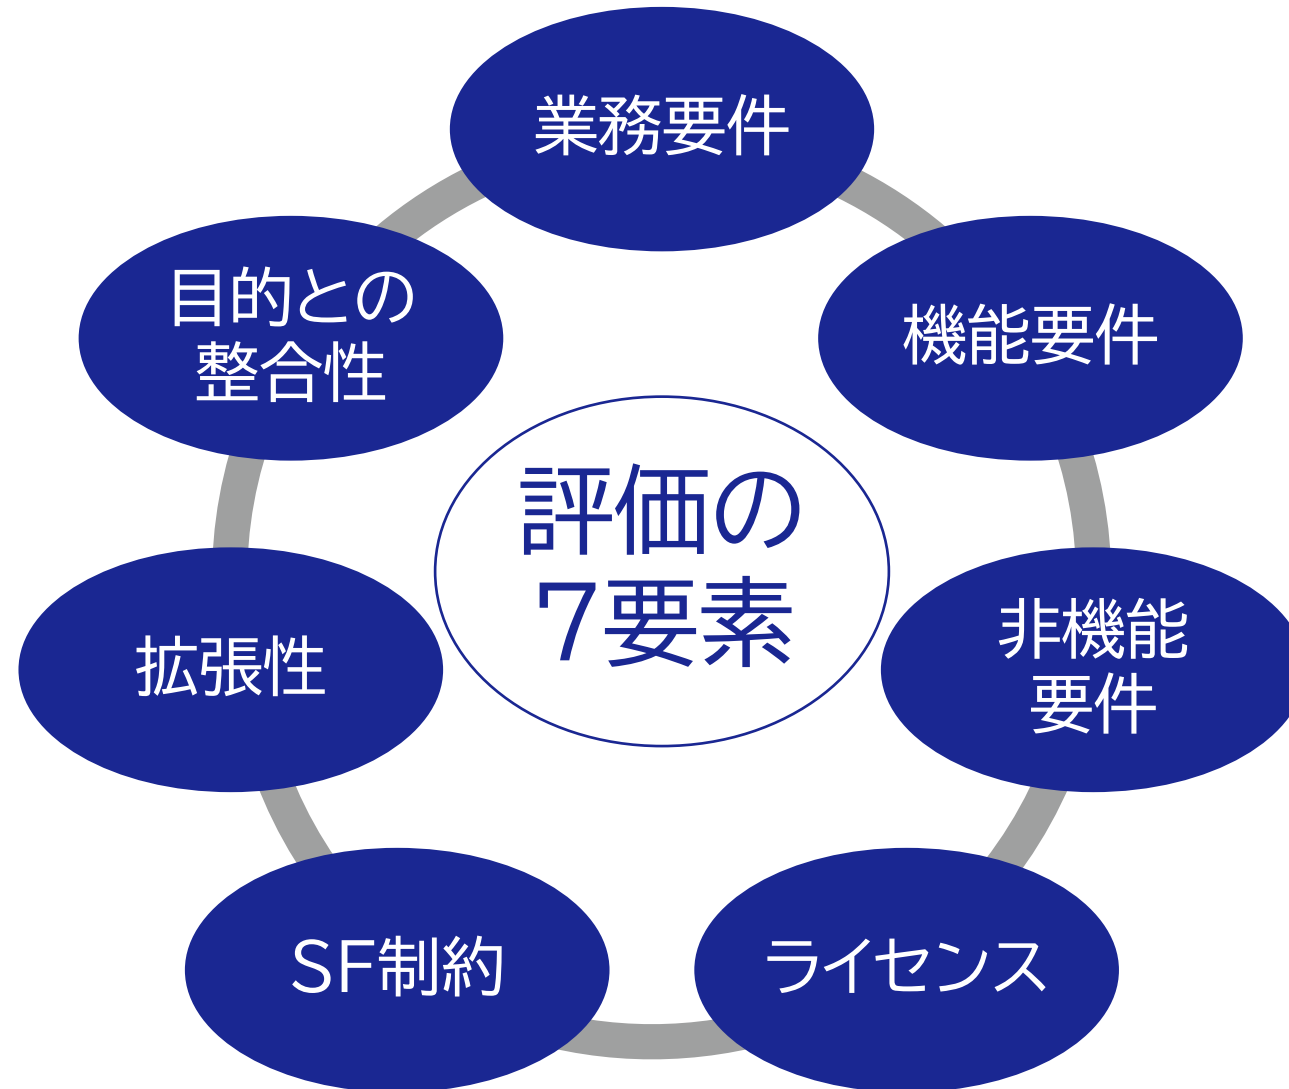 業務要件
目的との
整合性
機能要件
評価の
7要素
非機能
要件
拡張性
SF制約
ライセンス